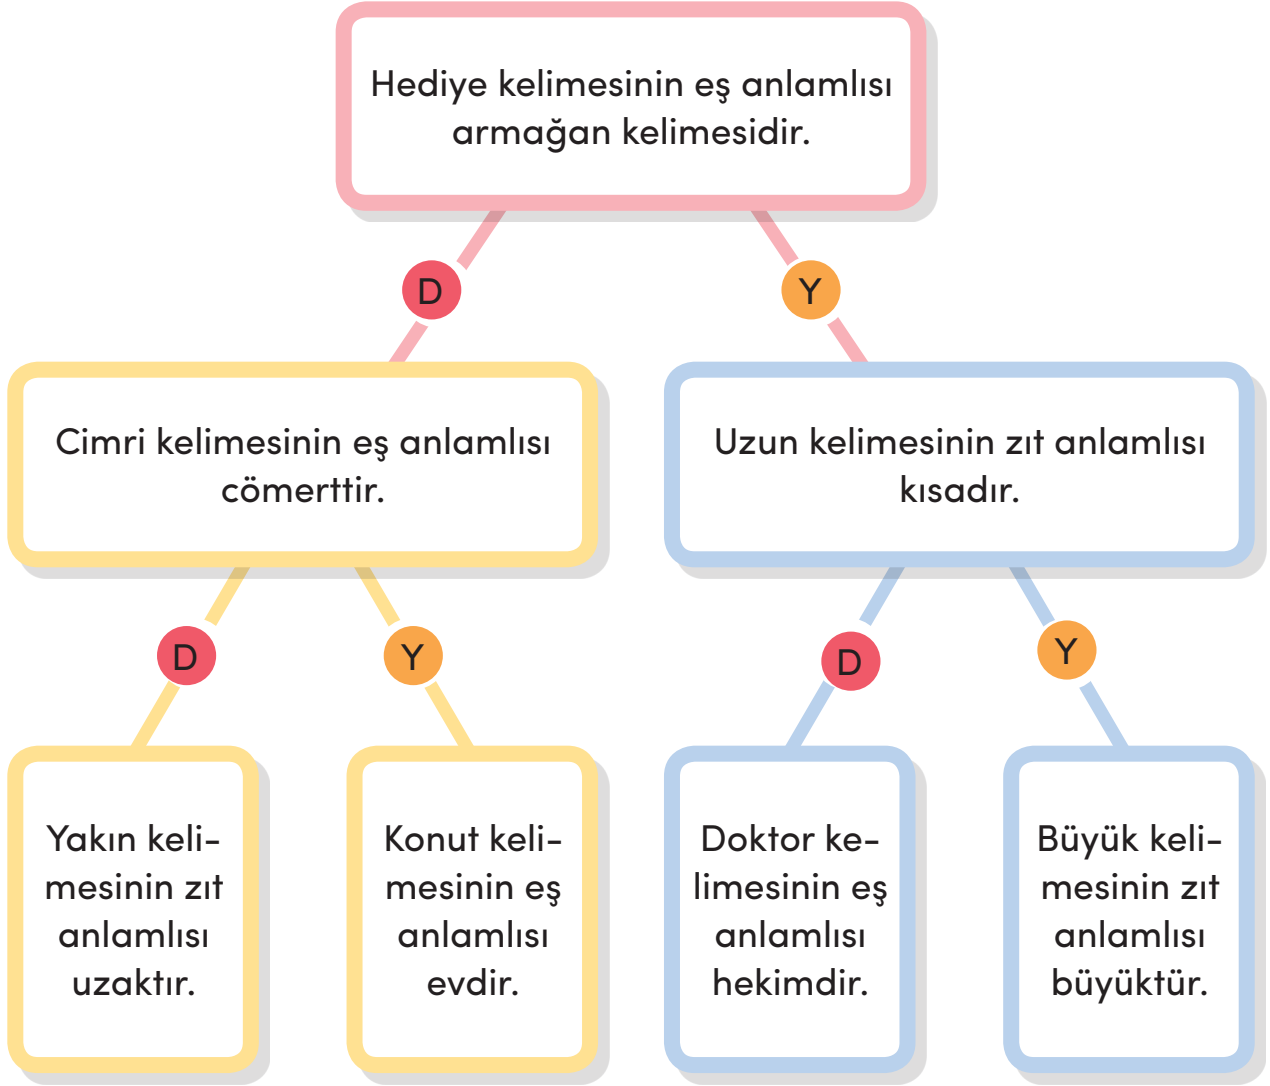 Hediye kelimesinin eş anlamlısı
armağan kelimesidir.
D
Y
Cimri kelimesinin eş anlamlısı
cömerttir.
Uzun kelimesinin zıt anlamlısı
kısadır.
D
Y
D
Y
Yakın keli-
mesinin zıt
anlamlısı
uzaktır.
Konut keli-
mesinin eş
anlamlısı
evdir.
Doktor ke-
limesinin eş
anlamlısı
hekimdir.
Büyük keli-
mesinin zıt
anlamlısı
büyüktür.